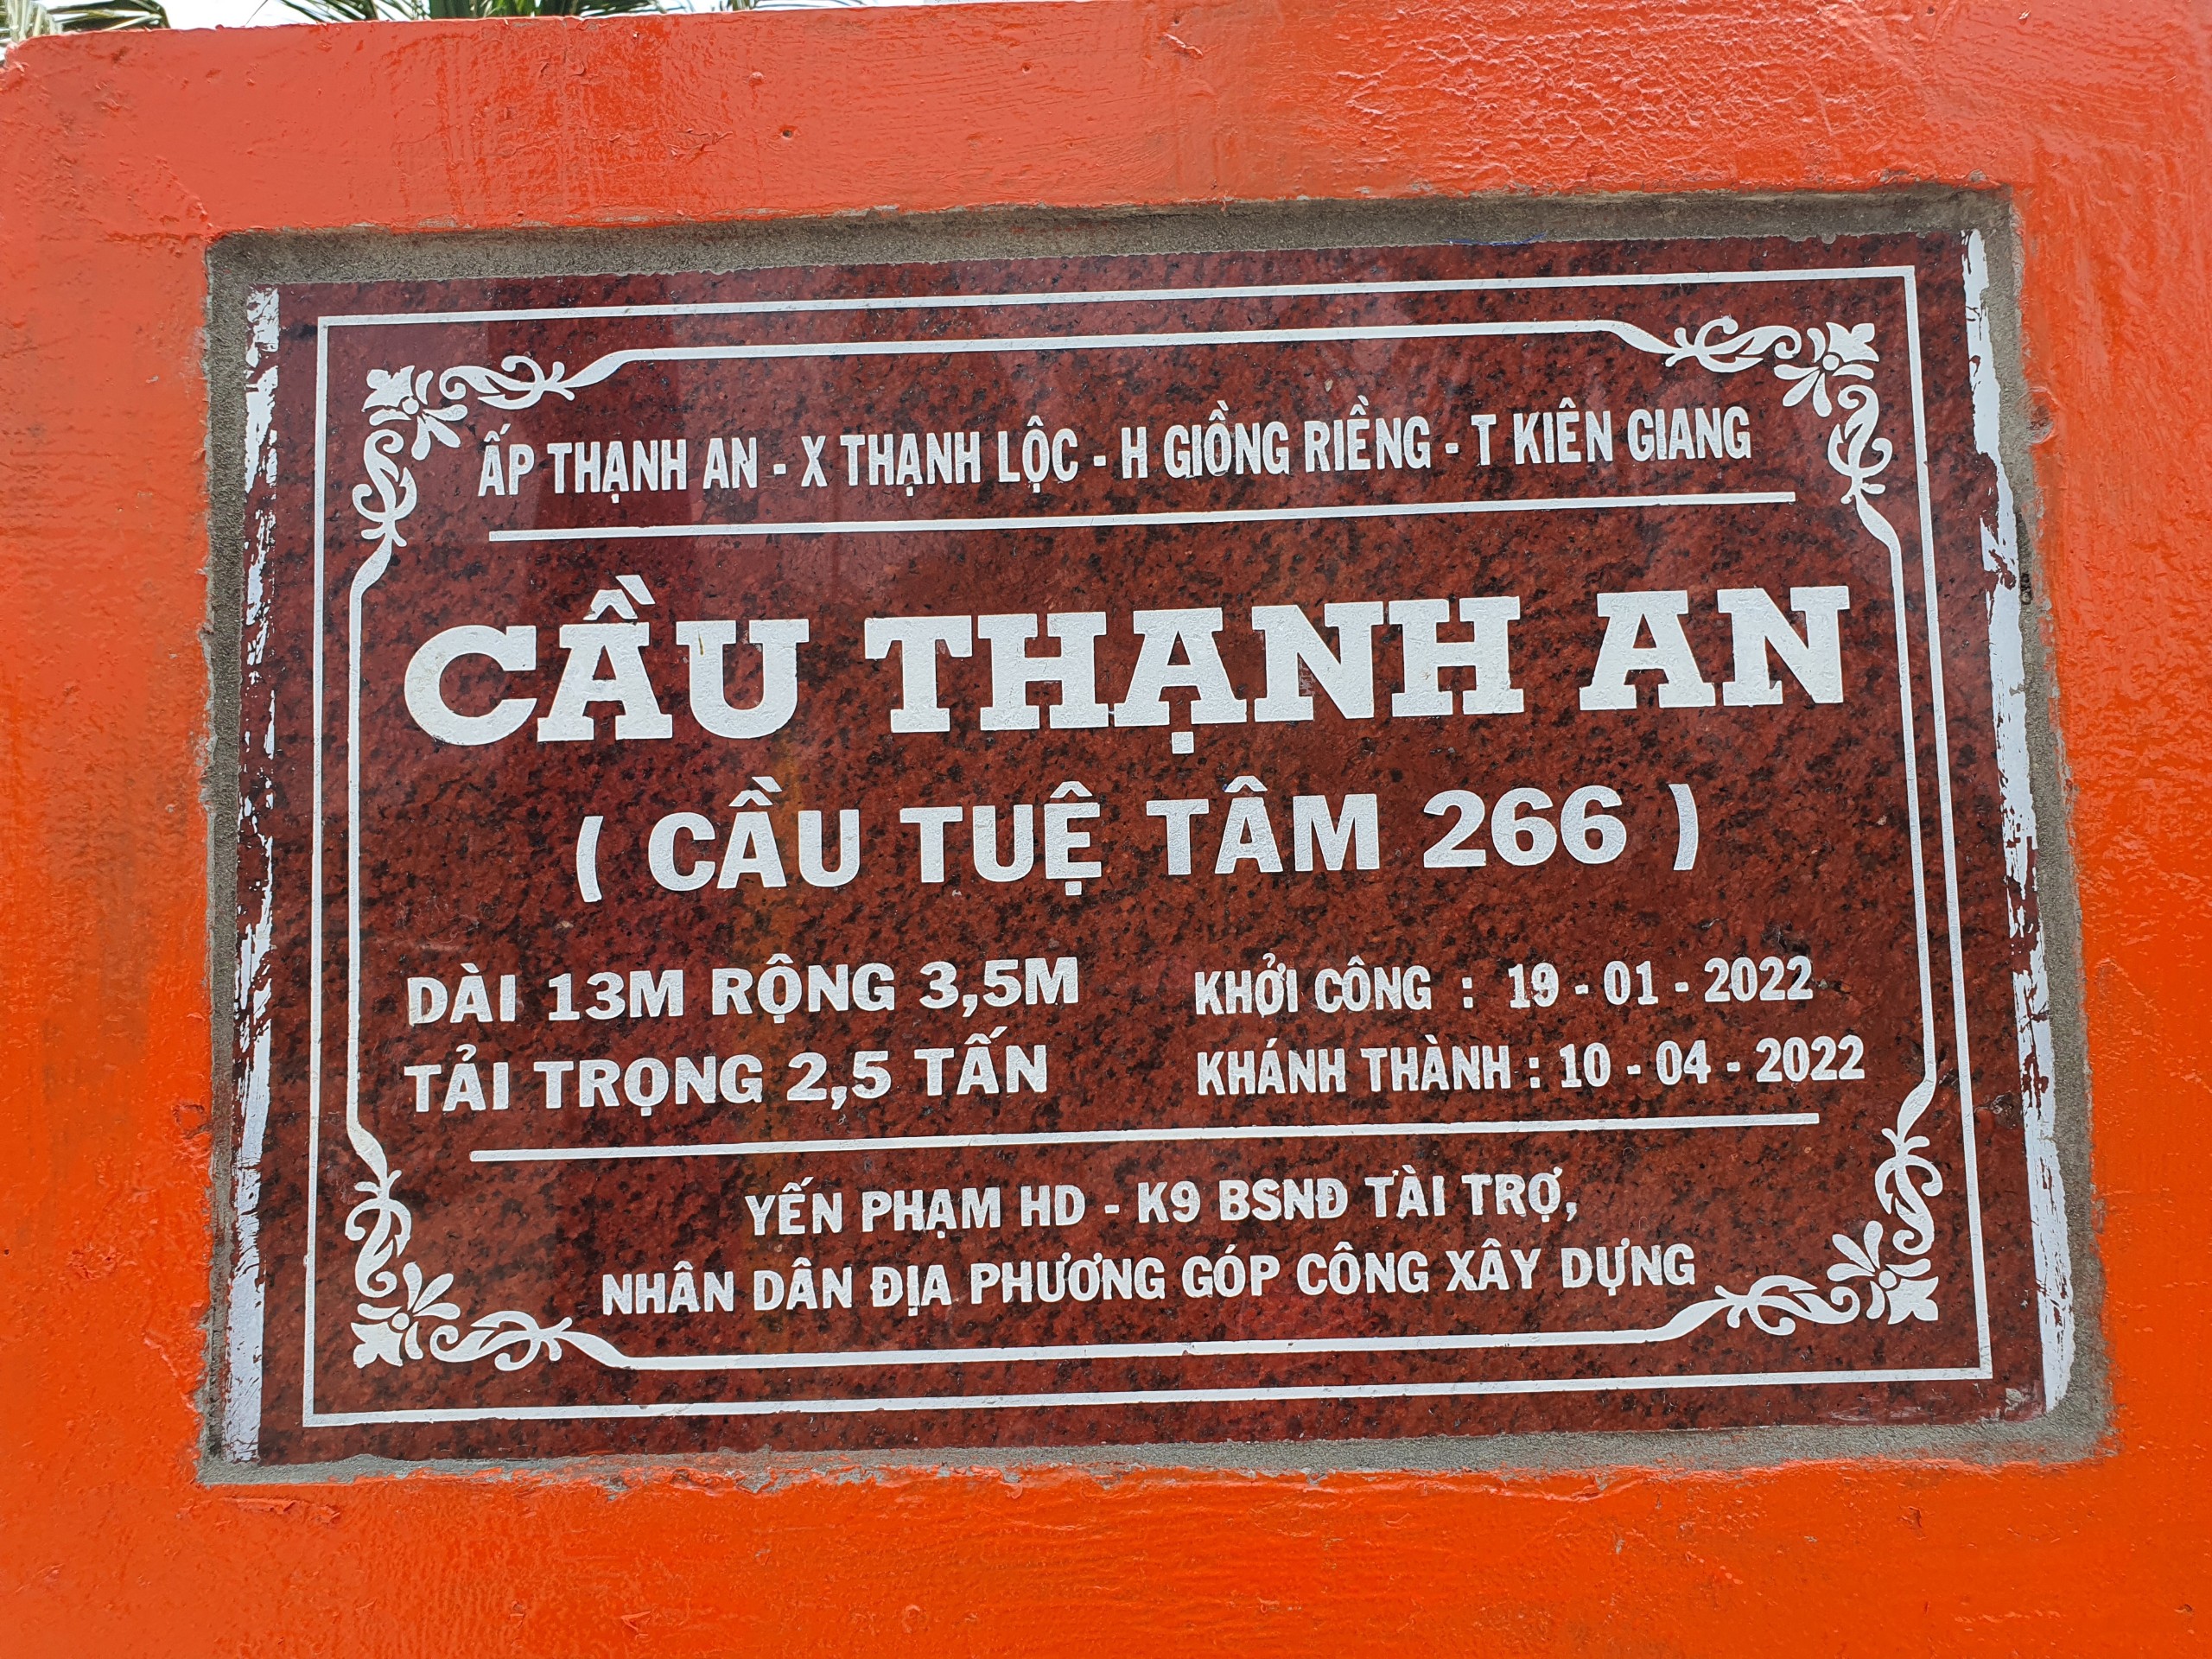 ẤP THẠNH AN - X THẠNH LỘC - H GIỒNG RIỀNG - T KIÊN GIANG
CẦU THẠNH AN
( CẦU TUỆ TÂM 266 )
DÀI 13M RỘNG 3,5M
TẢI TRỌNG 2,5 TẤN
KHỞI CÔNG : 19 - 01 - 2022
KHÁNH THÀNH : 10 - 04 - 2022
YẾN PHẠM HD - K9 BSNĐ TÀI TRỢ,
NHÂN DÂN ĐỊA PHƯƠNG GÓP CÔNG XÂY DỰNG